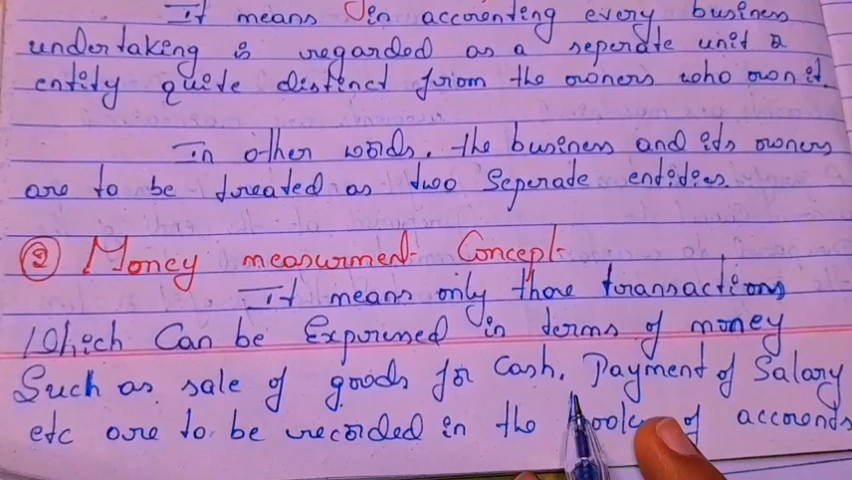 It means in accounting every business
undertaking is regarded as a seperate unit &
entity quite distinct from the owners who own it.
In other words, the business and its owners
are to be treated as two Seperate entities.
② Money measurment Concept
It means only those transactions
Which Can be Expressed in terms of money
Such as sale of goods for Cash, Payment of Salary
etc are to be recorded in the books of accounts